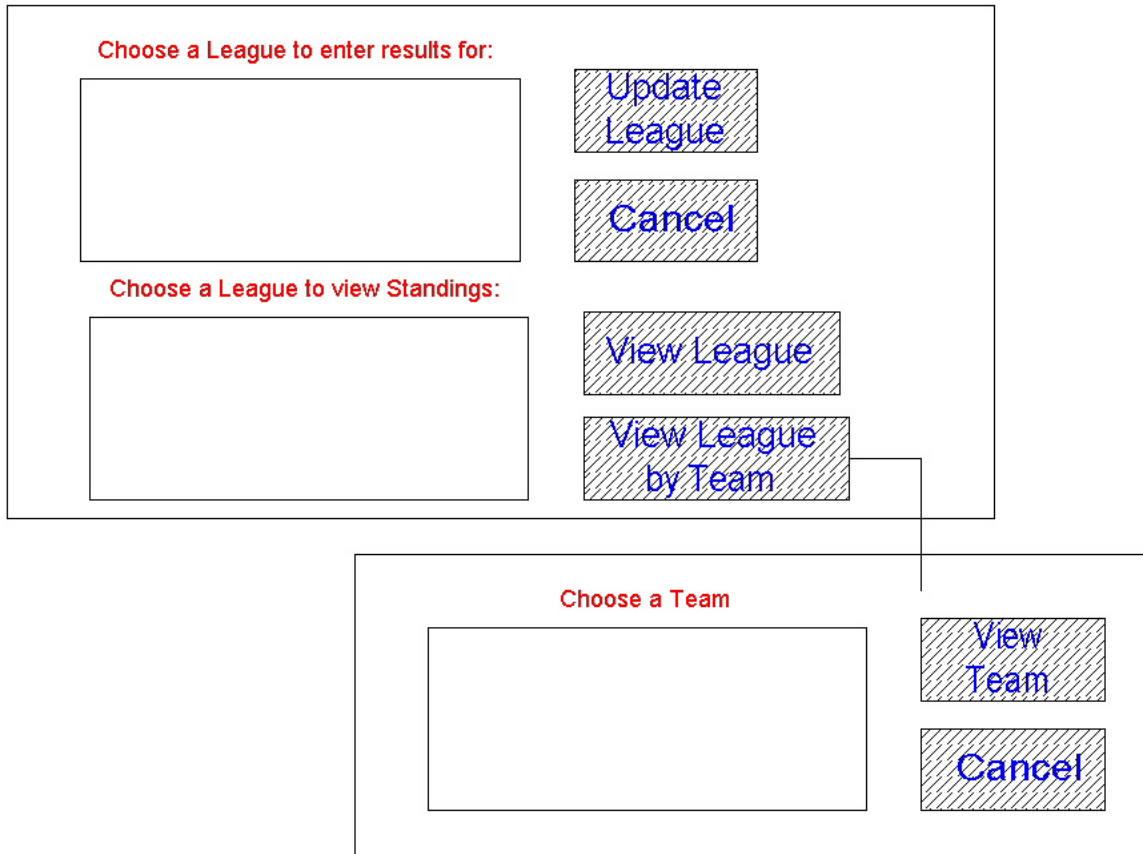 Choose a League to enter results for:
Update
League
Cancel
Choose a League to view Standings:
View League
View League
by Team
Choose a Team
View
Team
Cancel